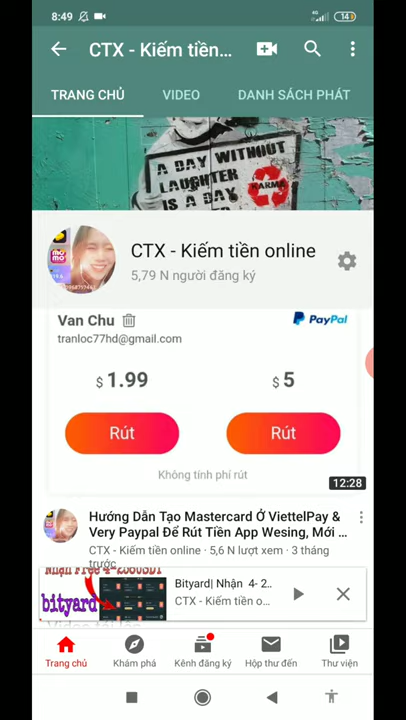 8:49
4G
14
CTX - Kiếm tiền...
TRANG CHỦ
VIDEO
DANH SÁCH PHÁT
A DAY WITHOUT
LAUGHTER
IS A DAY
KARMA
CTX - Kiếm tiền online
5,79 N người đăng ký
Van Chu
PayPal
tranloc77hd@gmail.com
$ 1.99
$ 5
Rút
Rút
Không tính phí rút
12:28
Hướng Dẫn Tạo Mastercard Ở ViettelPay &
Very Paypal Để Rút Tiền App Wesing, Mới ...
CTX - Kiếm tiền online · 5,6 N lượt xem · 3 tháng
trước
bityard
Bityard| Nhận 4- 2..
CTX - Kiếm tiền o...
Trang chủ
Khám phá
Kênh đăng ký
Hộp thư đến
Thư viện